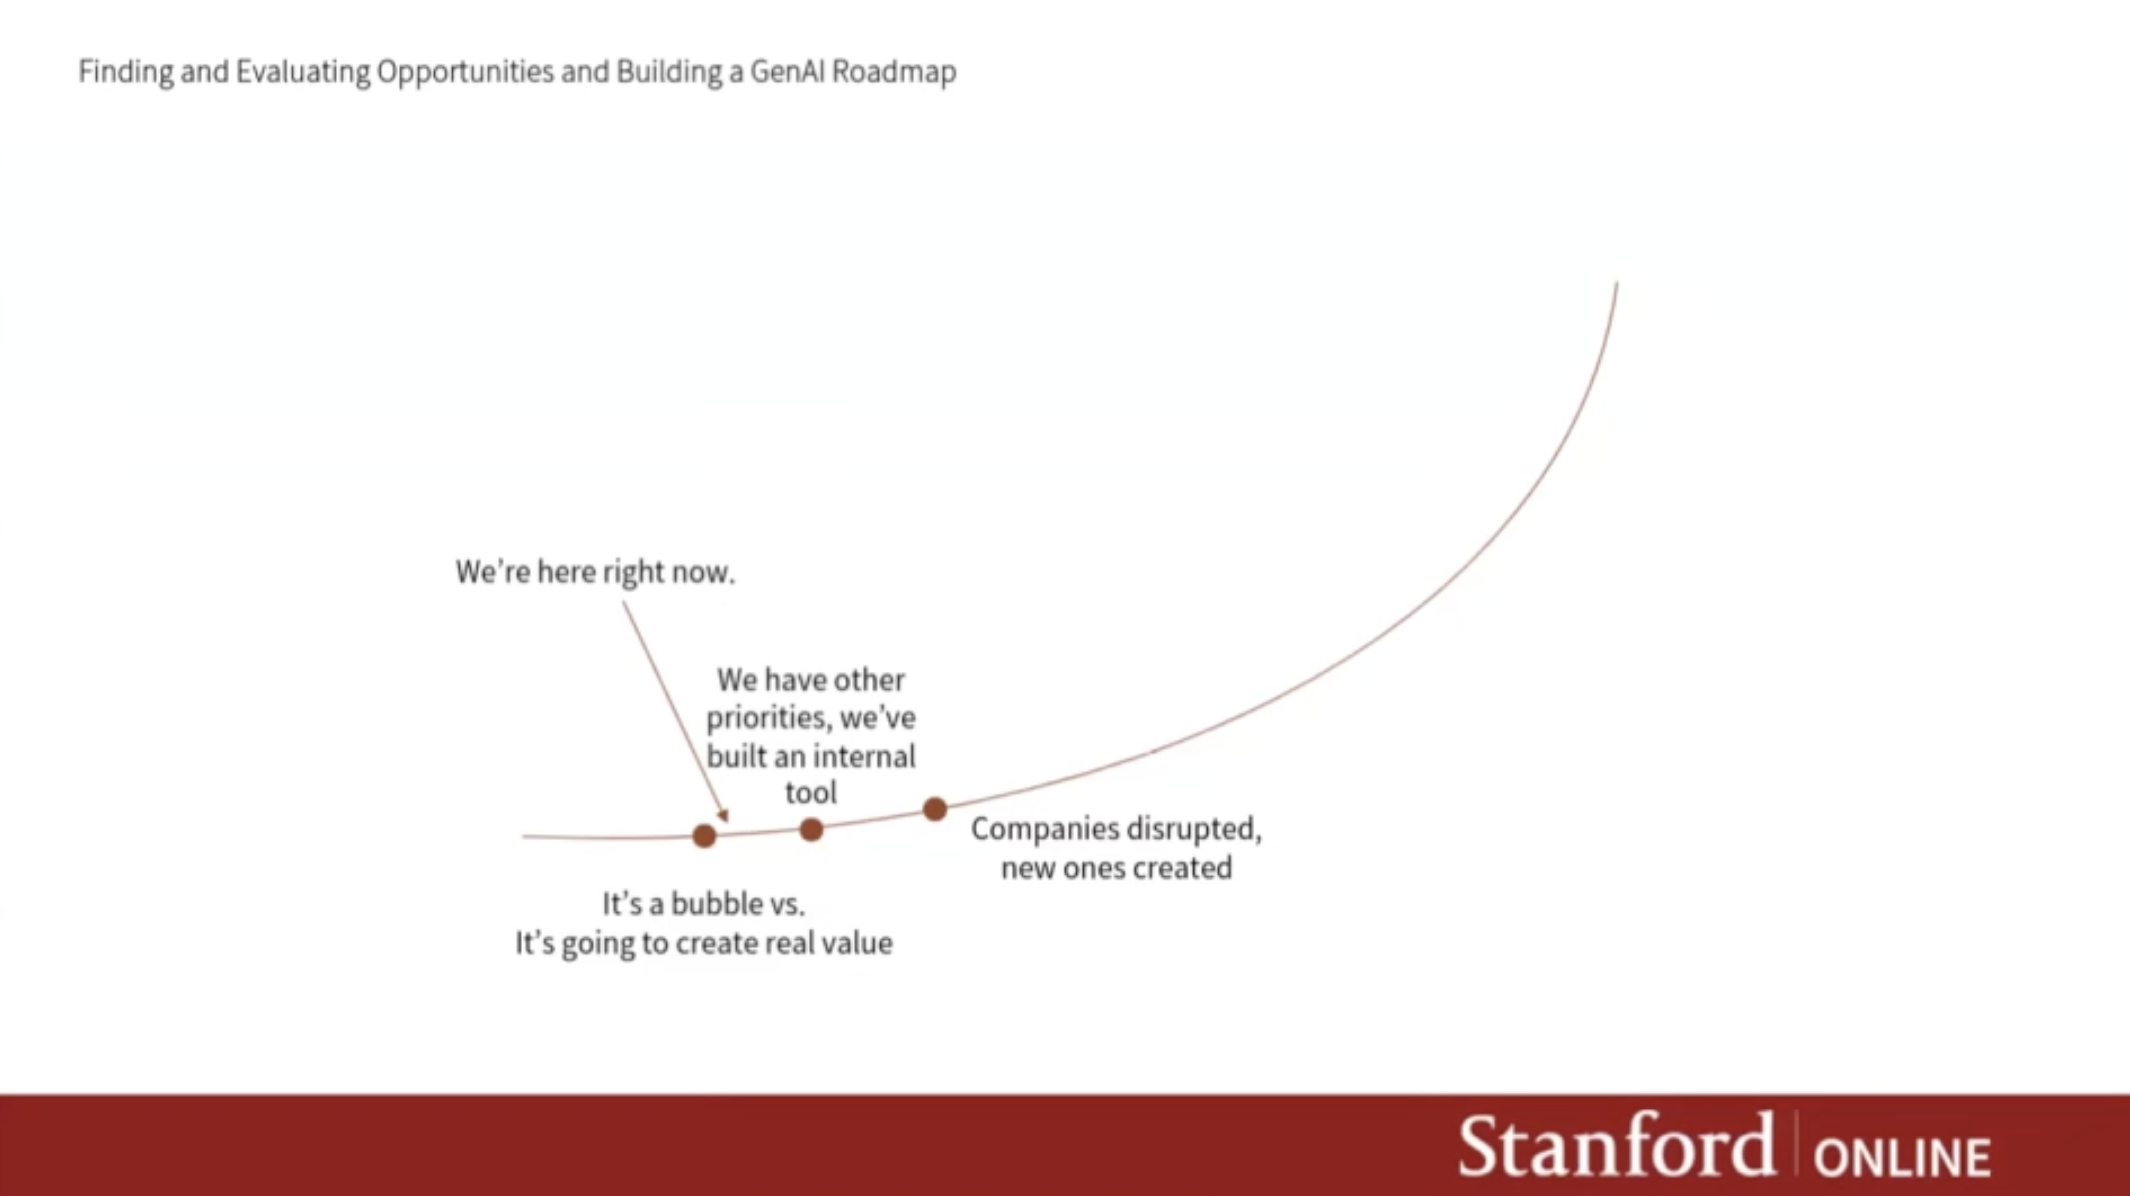 Finding and Evaluating Opportunities and Building a GenAI Roadmap
We're here right now.
We have other
priorities, we've
built an internal
tool
Companies disrupted,
new ones created
It's a bubble vs.
It's going to create real value
Stanford ONLINE